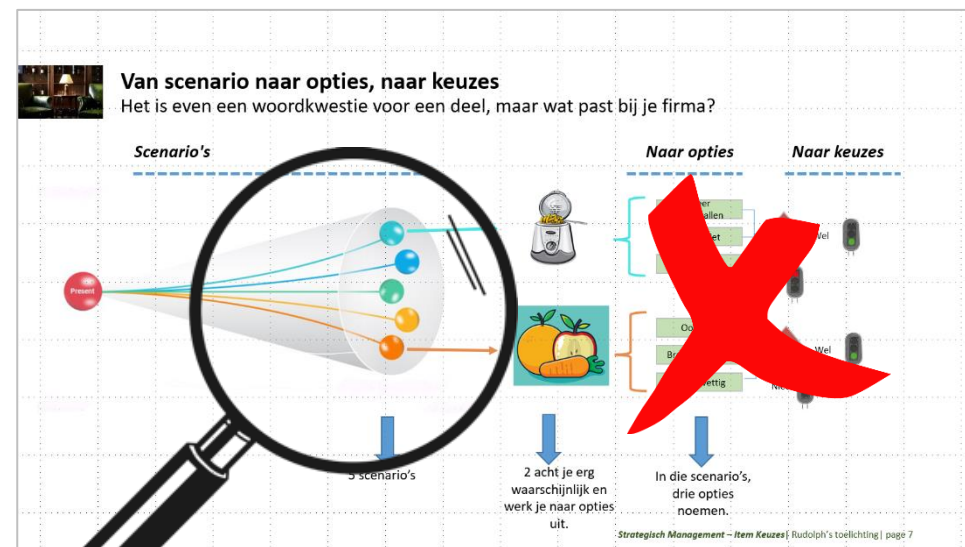 Van scenario naar opties, naar keuzes
Het is even een woordkwestie voor een deel, maar wat past bij je firma?
Scenario's
Naar opties
Naar keuzes
Present
Wel
Wel
5 scenario's
2 acht je erg
waarschijnlijk en
werk je naar opties
uit.
In die scenario's,
drie opties
noemen.
Strategisch Management – Item Keuzes| Rudolph's toelichting| page 7